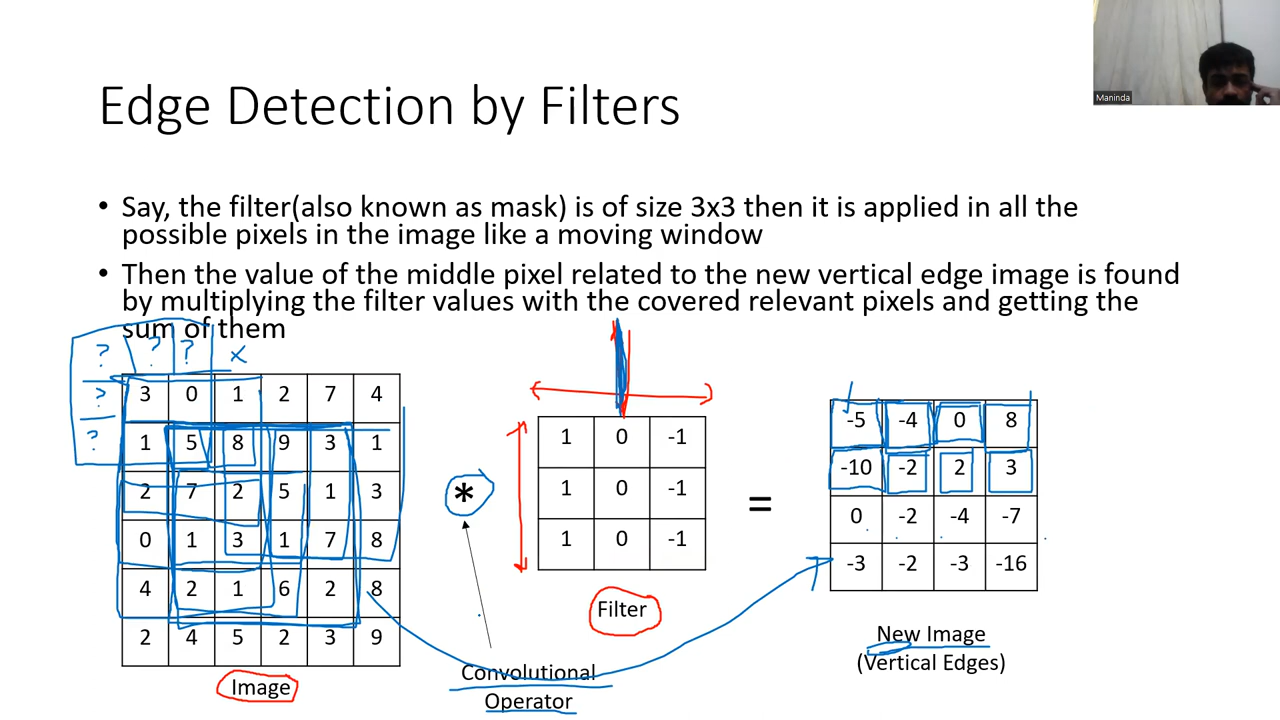 Maninda
Edge Detection by Filters
• Say, the filter(also known as mask) is of size 3x3 then it is applied in all the
possible pixels in the image like a moving window
• Then the value of the middle pixel related to the new vertical edge image is found
by multiplying the filter values with the covered relevant pixels and getting the
sum of them
? ? ? x
?
?
3 0 1 2 7 4
1 5 8 9 3 1
2 7 2 5 1 3
0 1 3 1 7 8
4 2 1 6 2 8
2 4 5 2 3 9
Image
*
1 0 -1
1 0 -1
1 0 -1
Filter
Convolutional
Operator
=
-5 -4 0 8
-10 -2 2 3
0 -2 -4 -7
-3 -2 -3 -16
New Image
(Vertical Edges)